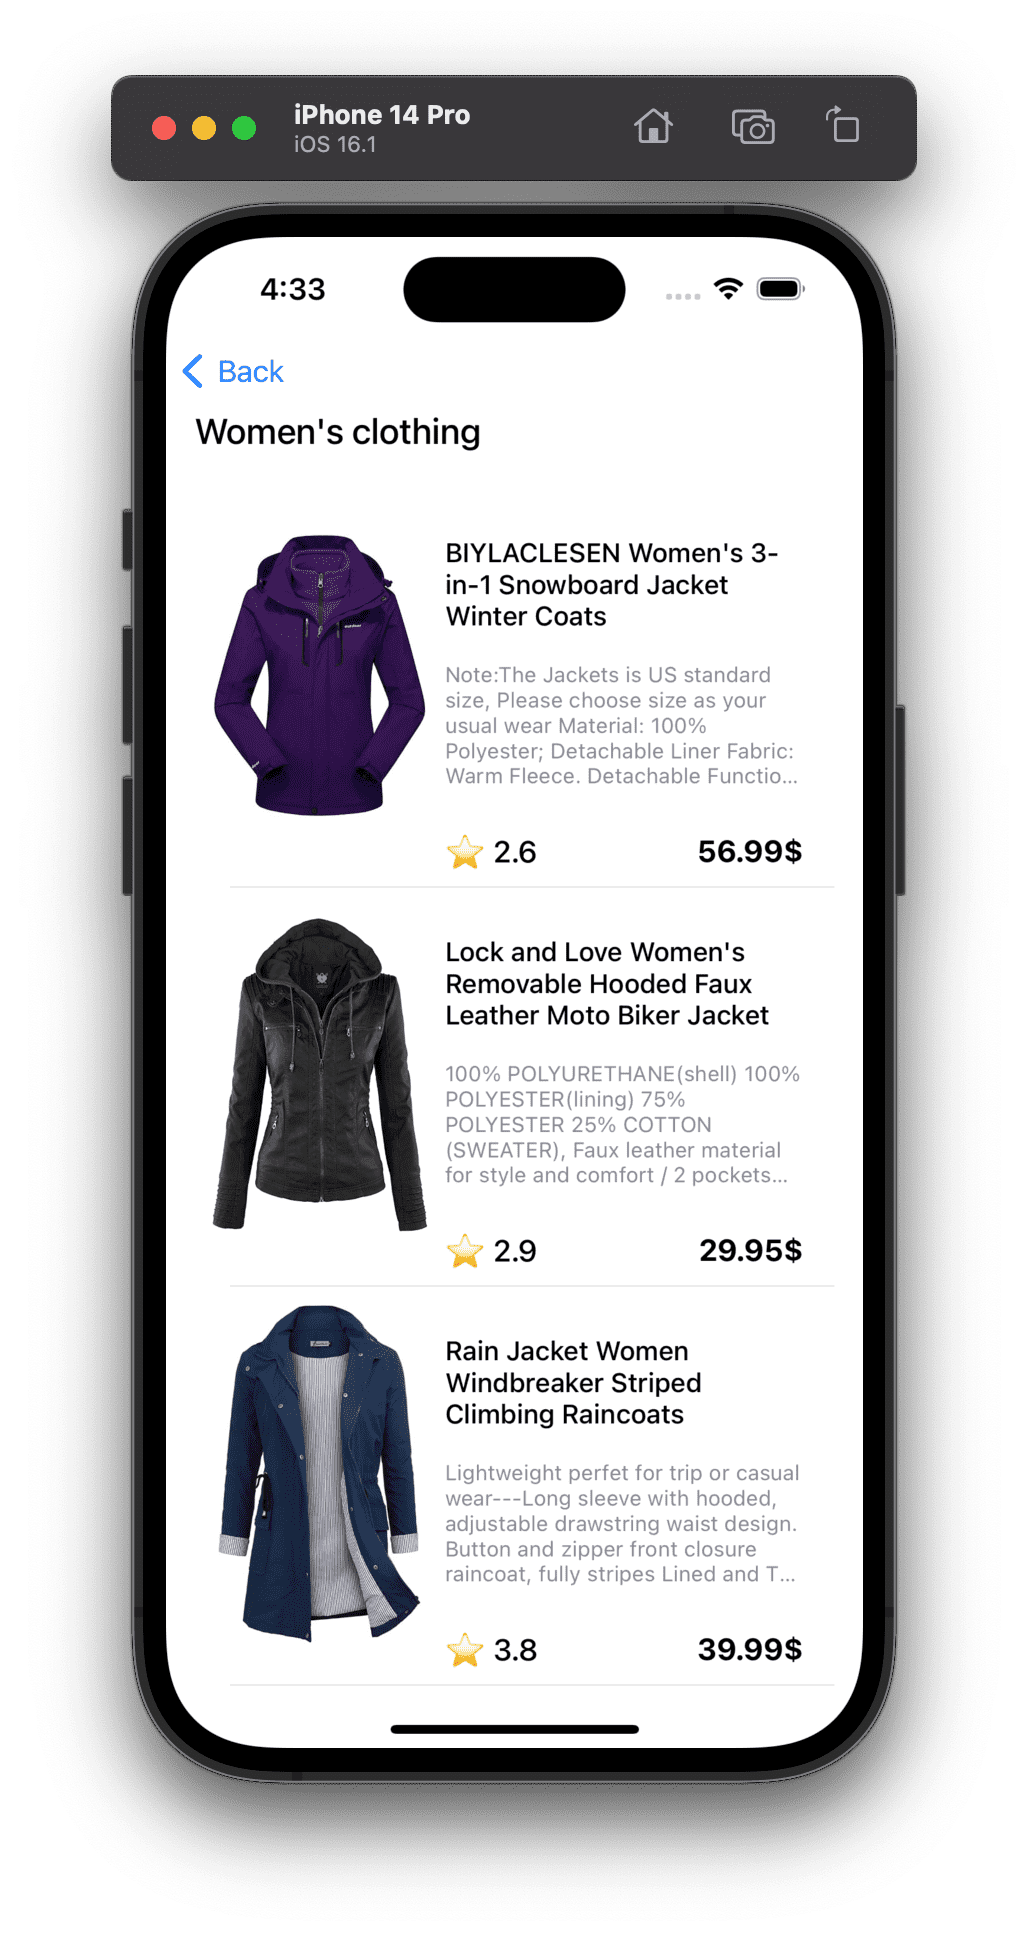 iPhone 14 Pro
iOS 16.1
4:33
Back
Women's clothing
BIYLACLESEN Women's 3-
in-1 Snowboard Jacket
Winter Coats
Note:The Jackets is US standard
size, Please choose size as your
usual wear Material: 100%
Polyester; Detachable Liner Fabric:
Warm Fleece. Detachable Functio...
2.6
56.99$
Lock and Love Women's
Removable Hooded Faux
Leather Moto Biker Jacket
100% POLYURETHANE(shell) 100%
POLYESTER(lining) 75%
POLYESTER 25% COTTON
(SWEATER), Faux leather material
for style and comfort / 2 pockets...
2.9
29.95$
Rain Jacket Women
Windbreaker Striped
Climbing Raincoats
Lightweight perfet for trip or casual
wear---Long sleeve with hooded,
adjustable drawstring waist design.
Button and zipper front closure
raincoat, fully stripes Lined and T...
3.8
39.99$